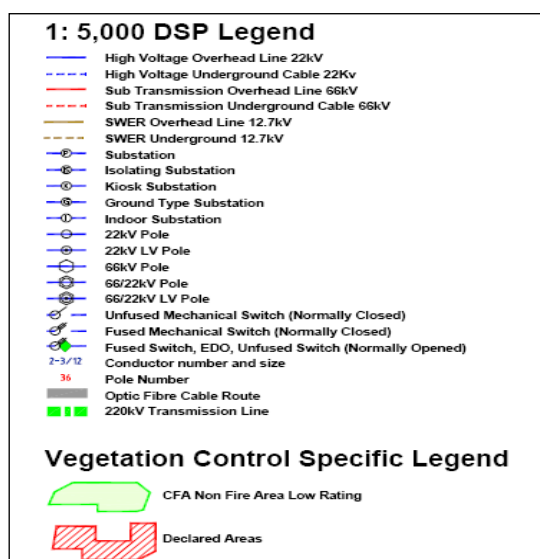 1: 5,000 DSP Legend
High Voltage Overhead Line 22kV
High Voltage Underground Cable 22Kv
Sub Transmission Overhead Line 66kV
Sub Transmission Underground Cable 66kV
SWER Overhead Line 12.7kV
SWER Underground 12.7kV
P Substation
Isolating Substation
K Kiosk Substation
G Ground Type Substation
I Indoor Substation
22kV Pole
22kV LV Pole
66kV Pole
66/22kV Pole
66/22kV LV Pole
Unfused Mechanical Switch (Normally Closed)
Fused Mechanical Switch (Normally Closed)
Fused Switch, EDO, Unfused Switch (Normally Opened)
2-3/12 Conductor number and size
36 Pole Number
Optic Fibre Cable Route
220kV Transmission Line
Vegetation Control Specific Legend
CFA Non Fire Area Low Rating
Declared Areas